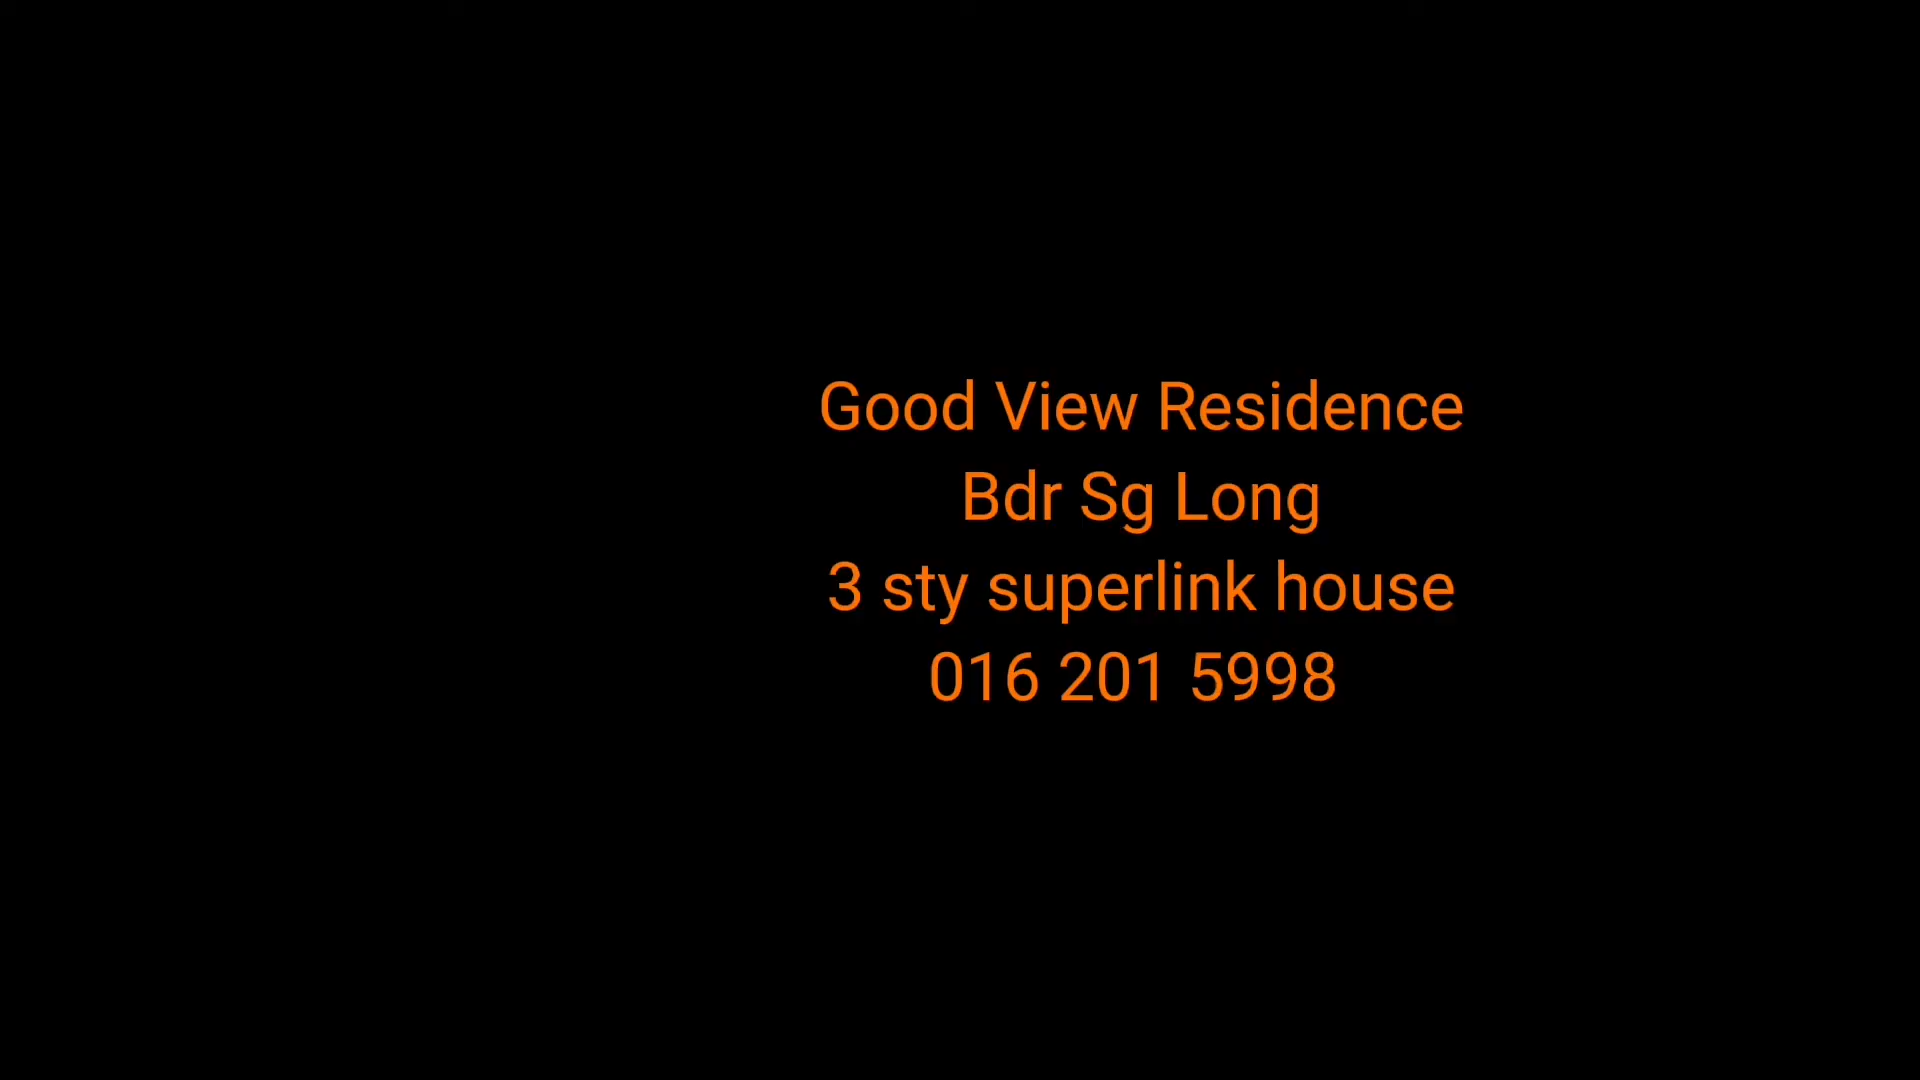 Good View Residence
Bdr Sg Long
3 sty superlink house
016 201 5998